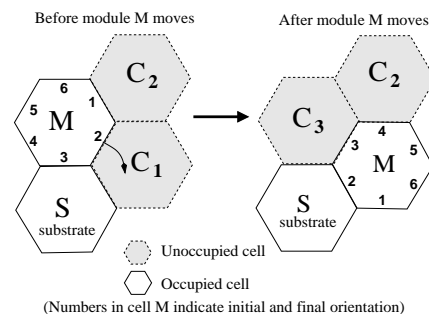 Before module M moves
After module M moves
C2
6
1
5
M
4
2
3
C1
S
substrate
C2
C3
4
3
5
M
2
6
1
S
substrate
Unoccupied cell
Occupied cell
(Numbers in cell M indicate initial and final orientation)